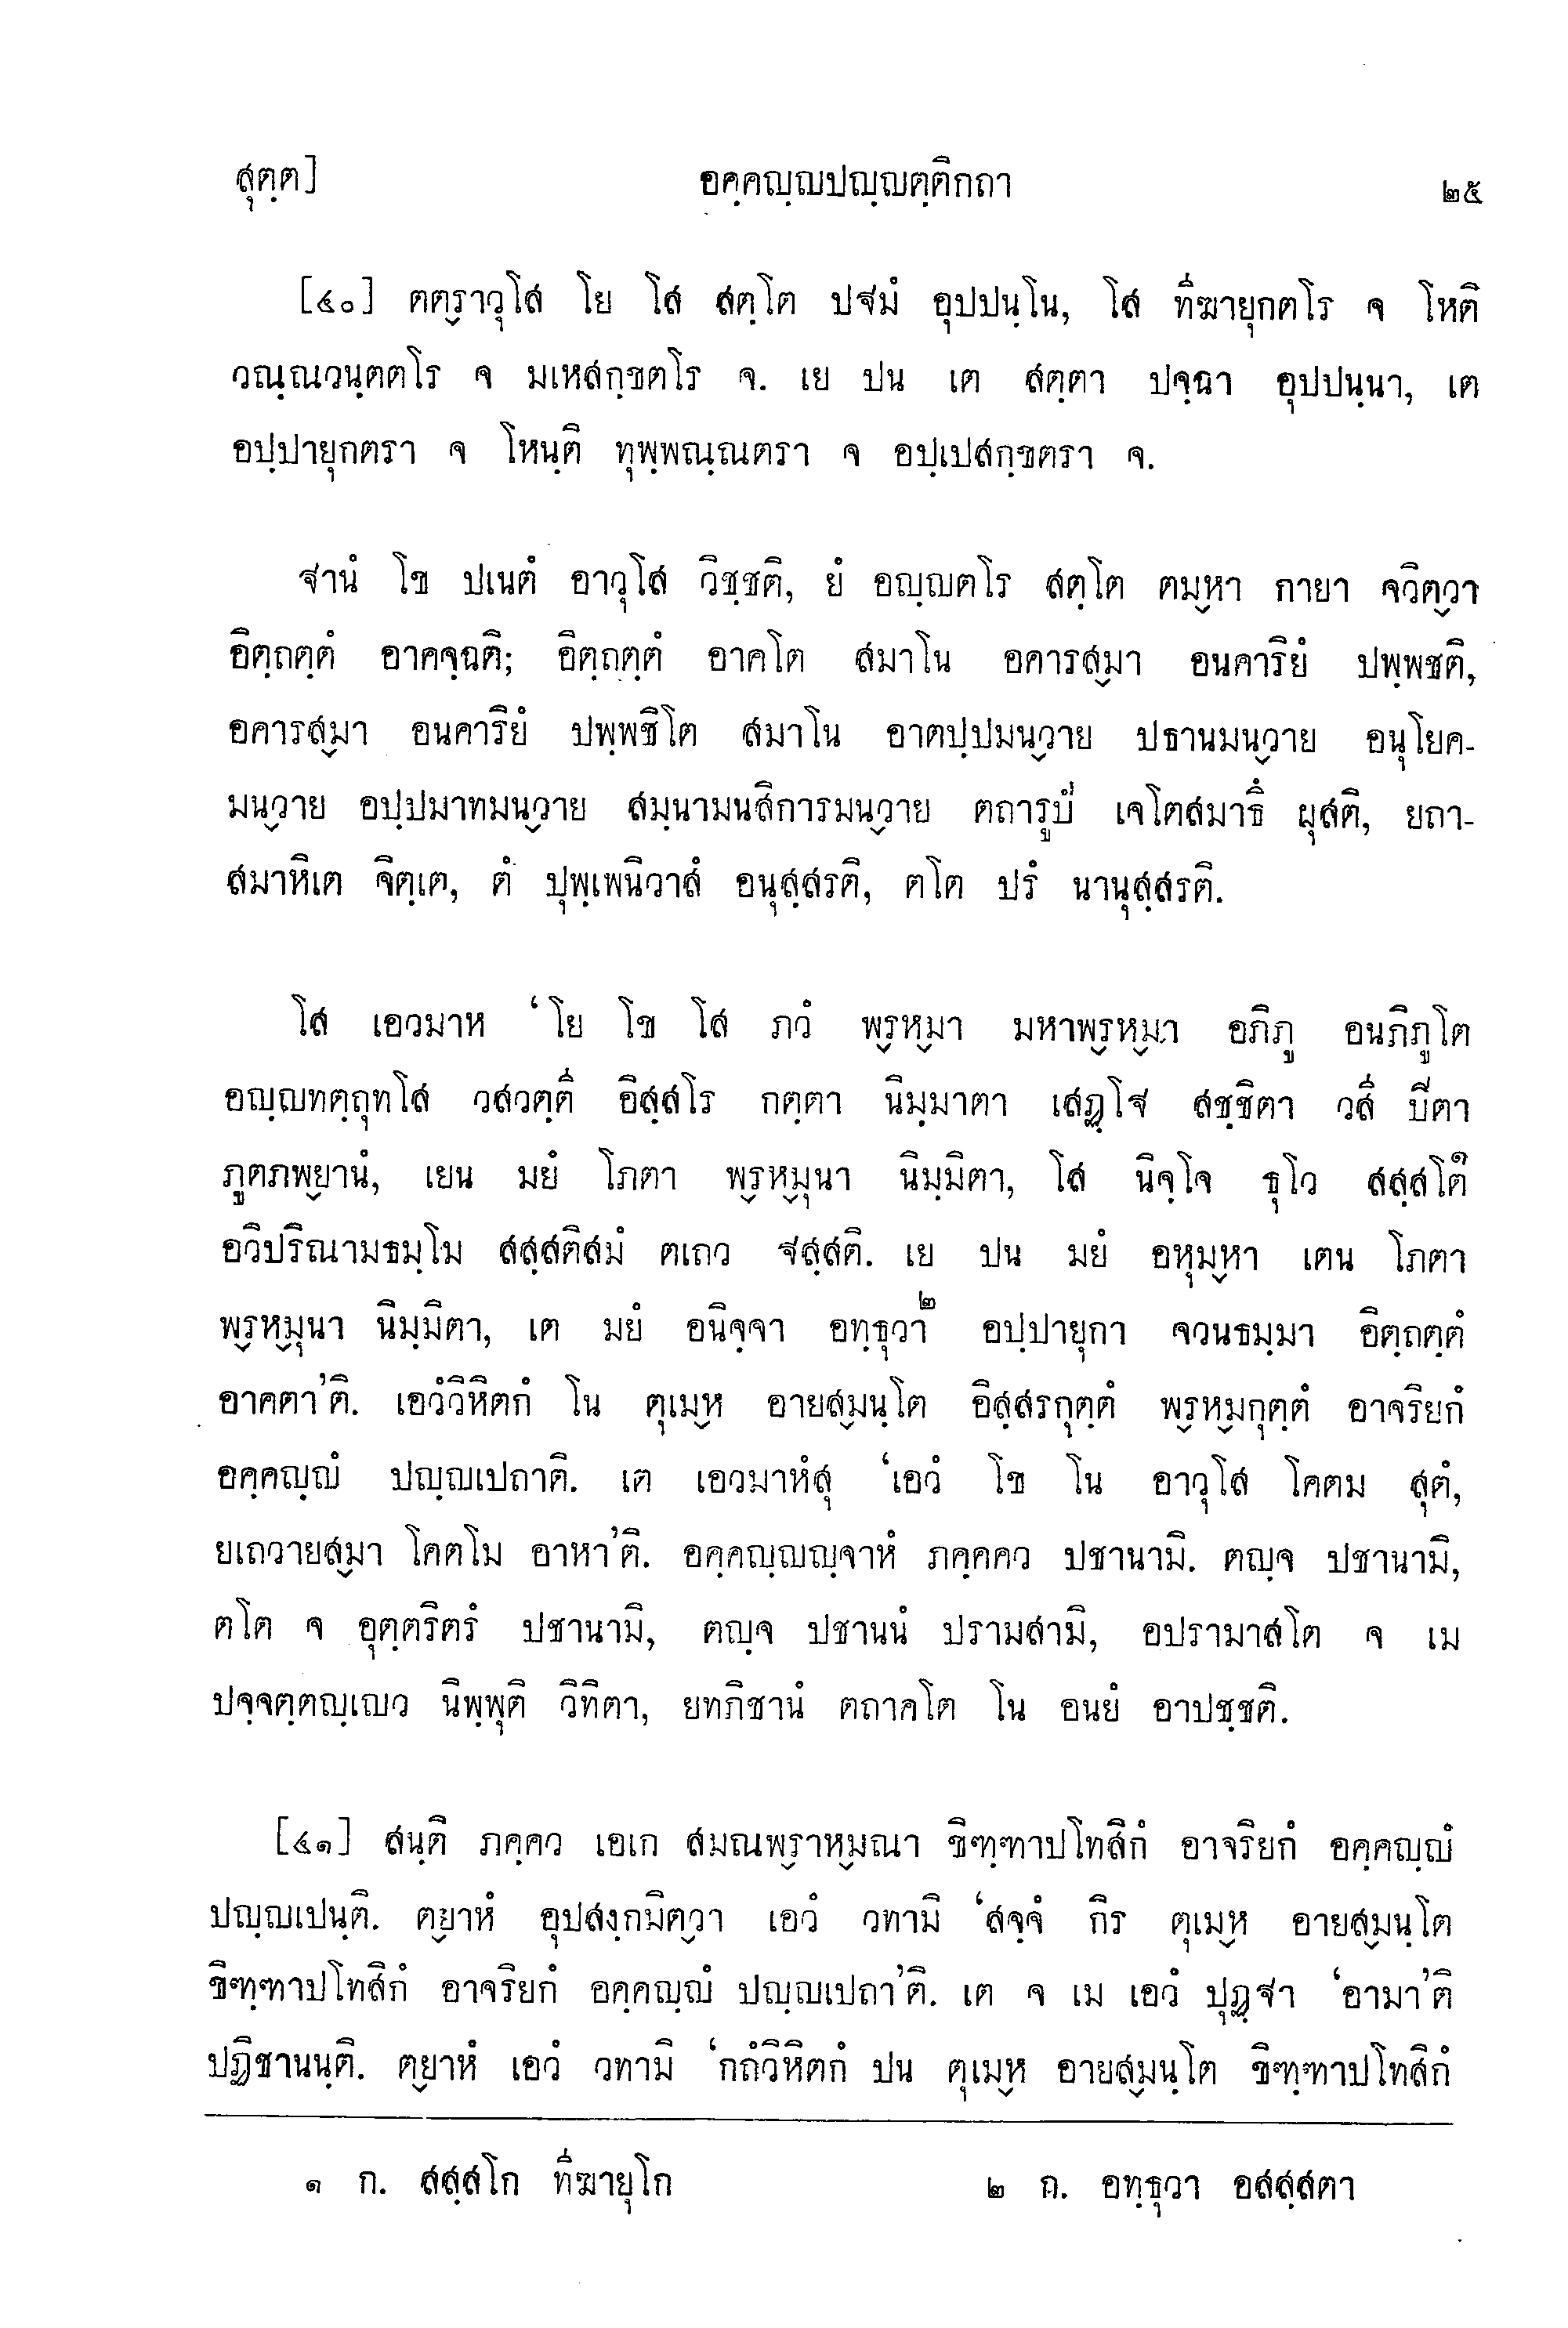 สุตฺต] อคฺคญฺญปญฺญตฺติกถา ๒๕
[๔๐] ตตฺร๎าวุโส โย โส สตฺโต ปฐมํ อุปปนฺโน, โส ทีฆายุกตโร จ โหติ
วณฺณวนฺตตโร จ มเหสกฺขตโร จ. เย ปน เต สตฺตา ปจฺฉา อุปปนฺนา, เต
อปฺปายุกตรา จ โหนฺติ ทุพฺพณฺณตรา จ อปฺเปสกฺขตรา จ.
ฐานํ โข ปเนตํ อาวุโส วิชฺชติ, ยํ อญฺญตโร สตฺโต ตม๎หา กายา จวิต๎วา
อิตฺถตฺตํ อาคจฺฉติ; อิตฺถตฺตํ อาคโต สมาโน อคารส๎มา อนคาริยํ ปพฺพชติ,
อคารส๎มา อนคาริยํ ปพฺพชิโต สมาโน อาตปฺปมน๎วาย ปธานมน๎วาย อนุโยค-
มน๎วาย อปฺปมาทมน๎วาย สมฺมามนสิการมน๎วาย ตถารูปํ เจโตสมาธึ ผุสติ, ยถา-
สมาหิเต จิตฺเต, ตํ ปุพฺเพนิวาสํ อนุสฺสรติ, ตโต ปรํ นานุสฺสรติ.
โส เอวมาห ‘โย โข โส ภวํ พ๎รหฺม๎า มหาพ๎รหฺม๎า อภิภู อนภิภูโต
อญฺญทตฺถุทโส วสวตฺตี อิสฺสโร กตฺตา นิมฺมาตา เสฏฺโฐ สชฺชิตา วสี ปีตา
ภูตภพ๎ยานํ, เยน มยํ โภตา พ๎รห๎มุนา นิมฺมิตา, โส นิจฺโจ ธุโว สสฺสโต๑
อวิปริณามธมฺโม สสฺสติสมํ ตเถว ฐสฺสติ. เย ปน มยํ อหุม๎หา เตน โภตา
พ๎รห๎มุนา นิมฺมิตา, เต มยํ อนิจฺจา อทฺธุวา๒ อปฺปายุกา จวนธมฺมา อิตฺถตฺตํ
อาคตา’ติ. เอวํวิหิตกํ โน ตุเม๎ห อายส๎มนฺโต อิสฺสรกุตฺตํ พ๎รห๎มกุตฺตํ อาจริยกํ
อคฺคญฺญํ ปญฺญเปถาติ. เต เอวมาหํสุ ‘เอวํ โข โน อาวุโส โคตม สุตํ,
ยเถวายส๎มา โคตโม อาหา’ติ. อคฺคญฺญญฺจาหํ ภคฺคคว ปชานามิ. ตญฺจ ปชานามิ,
ตโต จ อุตฺตริตรํ ปชานามิ, ตญฺจ ปชานนํ ปรามสามิ, อปรามาสโต จ เม
ปจฺจตฺตญฺเญว นิพฺพุติ วิทิตา, ยทภิชานํ ตถาคโต โน อนยํ อาปชฺชติ.
[๔๑] สนฺติ ภคฺคว เอเก สมณพ๎ราห๎มณา ขิฑฺฑาปโทสิกํ อาจริยกํ อคฺคญฺญํ
ปญฺญเปนฺติ. ต๎ยาหํ อุปสงฺกมิต๎วา เอวํ วทามิ ‘สจฺจํ กิร ตุเม๎ห อายส๎มนฺโต
ขิฑฺฑาปโทสิกํ อาจริยกํ อคฺคญฺญํ ปญฺญเปถา’ติ. เต จ เม เอวํ ปุฏฺฐา ‘อามา’ติ
ปฏิชานนฺติ. ต๎ยาหํ เอวํ วทามิ ‘กถํวิหิตกํ ปน ตุเม๎ห อายส๎มนฺโต ขิฑฺฑาปโทสิกํ
๑ ก. สสฺสโก ทีฆายุโก ๒ ถ. อทฺธุวา อสสฺสตา